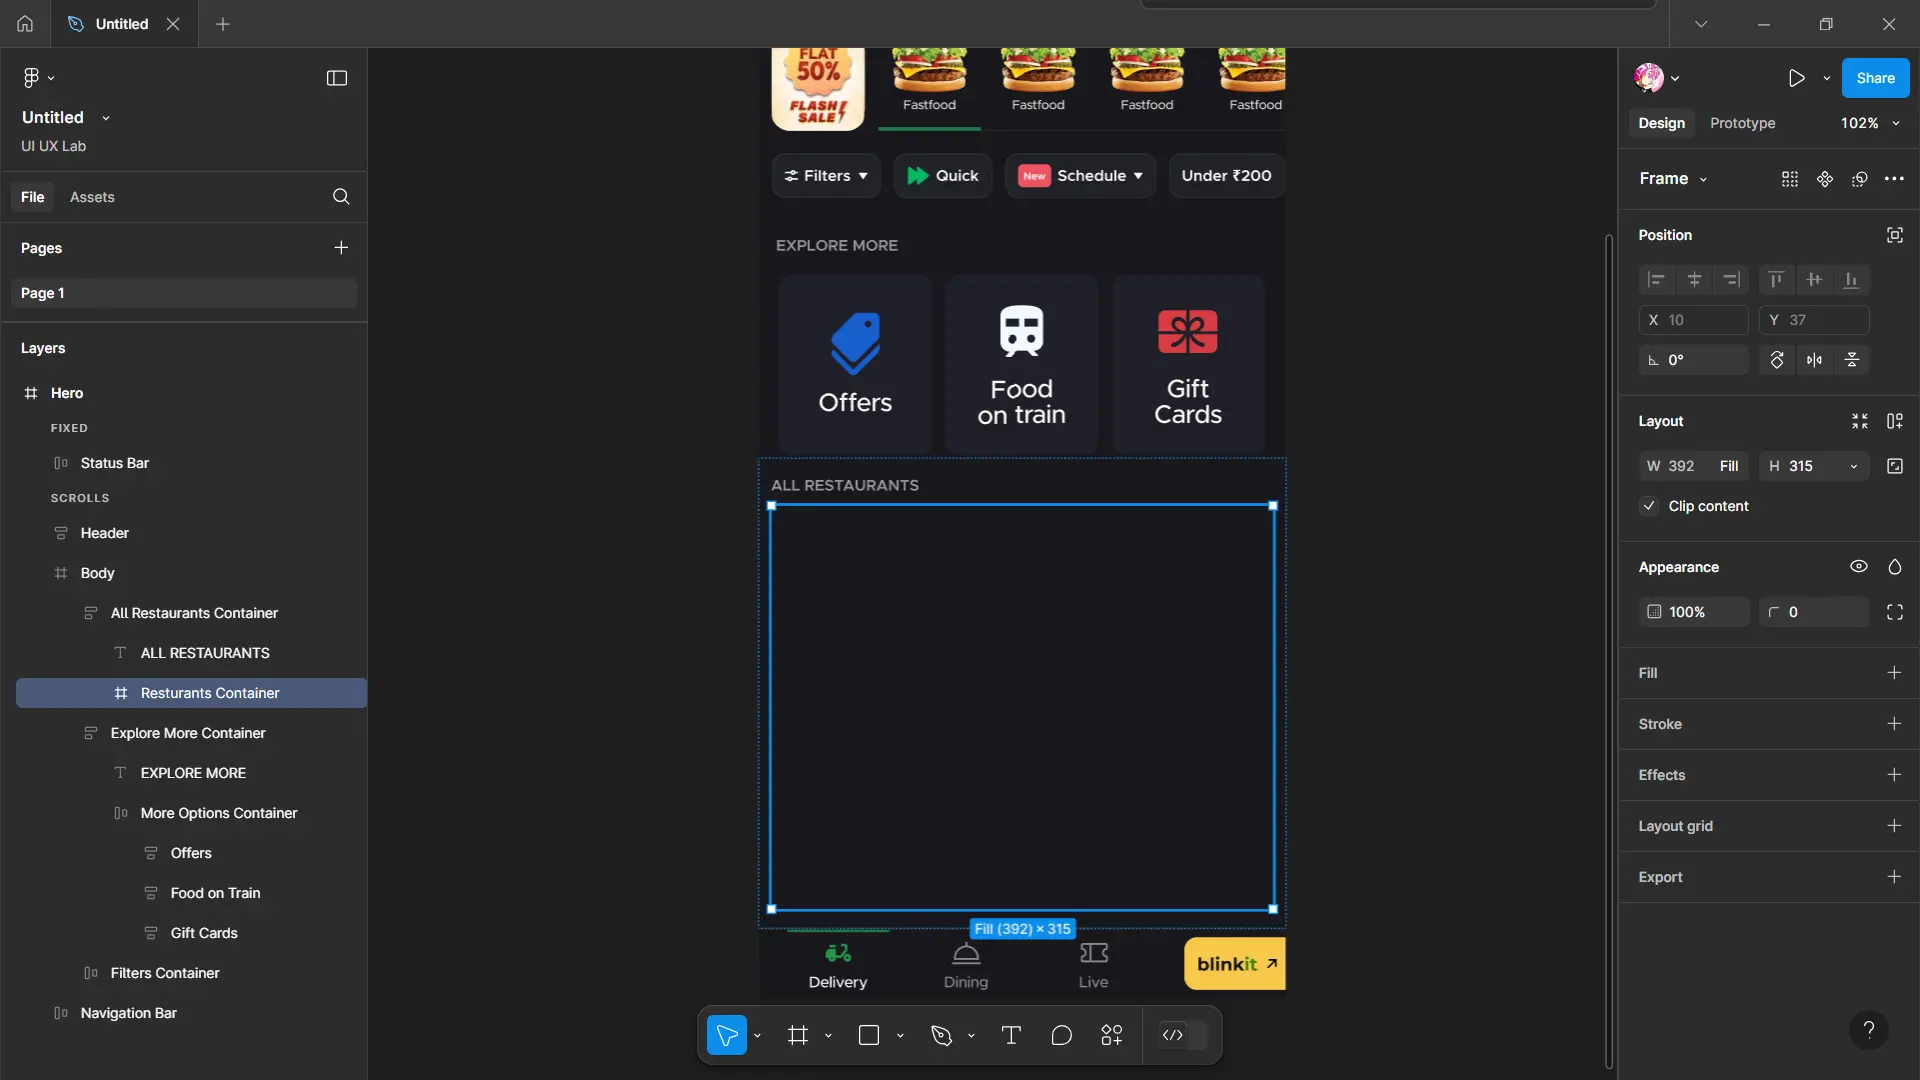 Untitled
Untitled
UI UX Lab
File
Assets
Pages
Page 1
Layers
Hero
FIXED
Status Bar
SCROLLS
Header
Body
All Restaurants Container
ALL RESTAURANTS
Resturants Container
Explore More Container
EXPLORE MORE
More Options Container
Offers
Food on Train
Gift Cards
Filters Container
Navigation Bar
FLAT
50%
FLASH
SALE
Fastfood
Fastfood
Fastfood
Fastfood
Filters
Quick
New Schedule
Under ₹200
EXPLORE MORE
Offers
Food
on train
Gift
Cards
ALL RESTAURANTS
Fill (392) × 315
Delivery
Dining
Live
blinkit
Share
Design
Prototype
102%
Frame
Position
X 10
Y 37
0°
Layout
W 392 Fill
H 315
Clip content
Appearance
100%
0
Fill
Stroke
Effects
Layout grid
Export
?